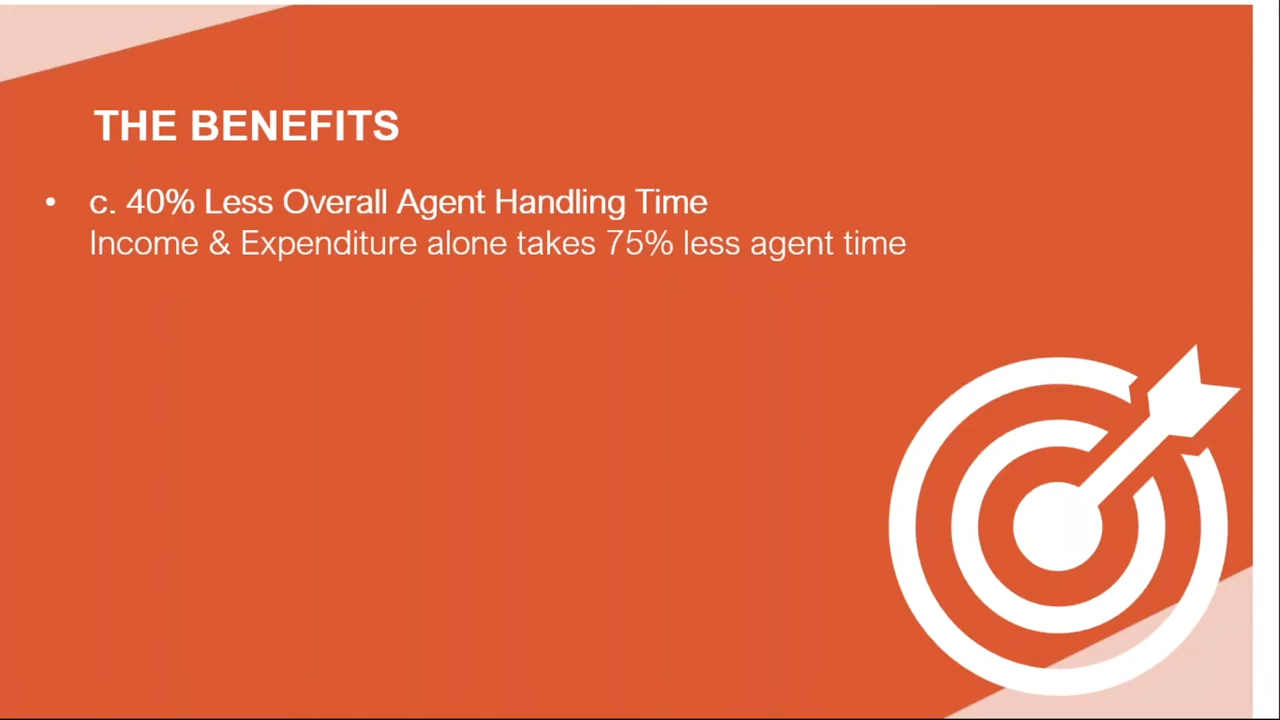 THE BENEFITS
• c. 40% Less Overall Agent Handling Time
Income & Expenditure alone takes 75% less agent time